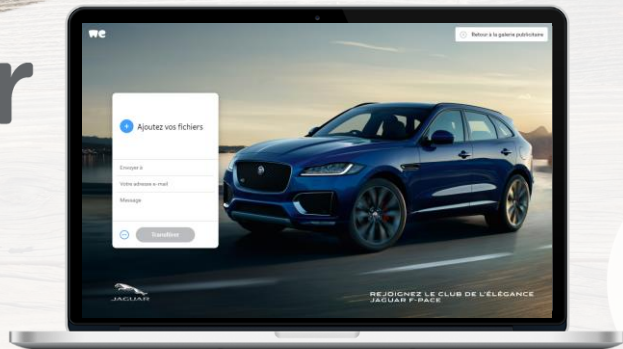 r
we
Retour à la galerie publicitaire
Ajoutez vos fichiers
Envoyer à
Votre adresse e-mail
Message
Transférer
JAGUAR
REJOIGNEZ LE CLUB DE L'ÉLÉGANCE
JAGUAR F-PACE